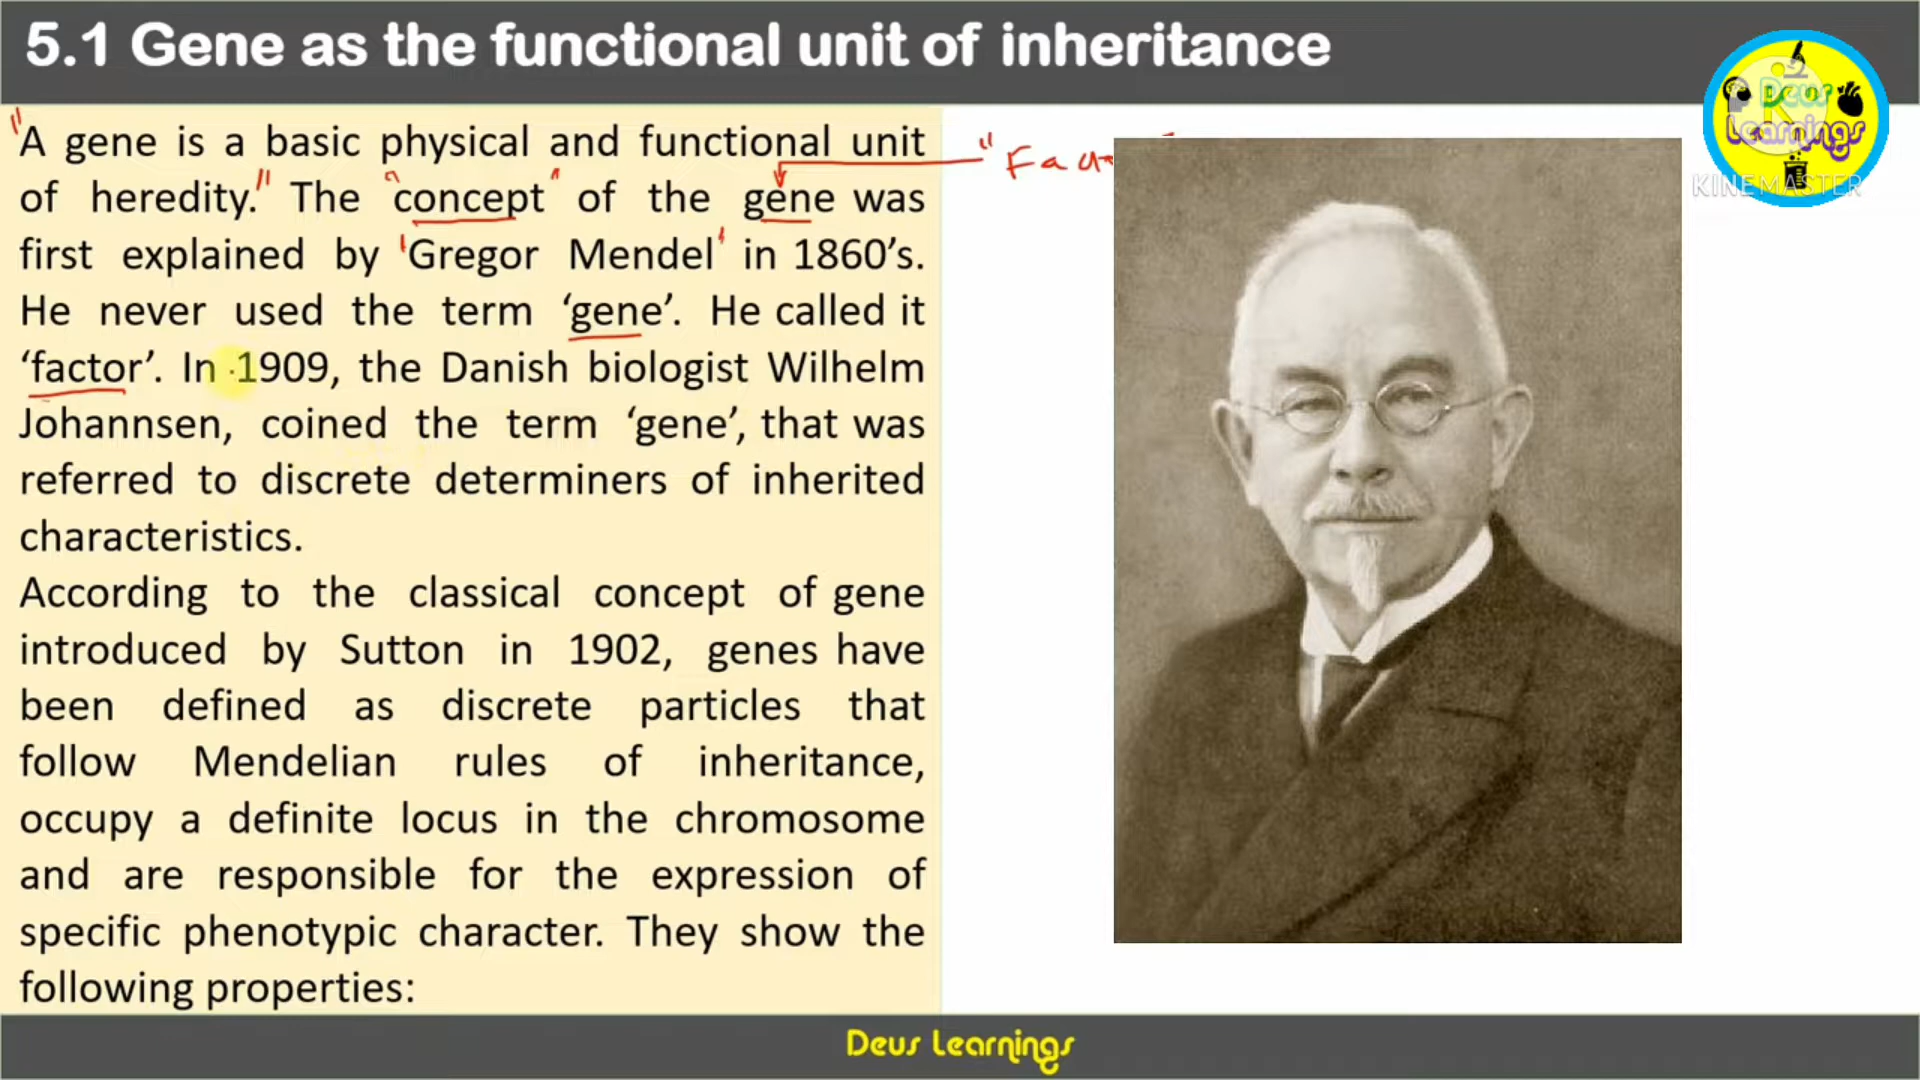 5.1 Gene as the functional unit of inheritance
"A gene is a basic physical and functional unit
of heredity." The "concept" of the gene was
first explained by 'Gregor Mendel' in 1860's.
He never used the term ‘gene’. He called it
‘factor’. In 1909, the Danish biologist Wilhelm
Johannsen, coined the term ‘gene’, that was
referred to discrete determiners of inherited
characteristics.
According to the classical concept of gene
introduced by Sutton in 1902, genes have
been defined as discrete particles that
follow Mendelian rules of inheritance,
occupy a definite locus in the chromosome
and are responsible for the expression of
specific phenotypic character. They show the
following properties:
Deus
Learnings
KINEMASTER
Deus Learnings